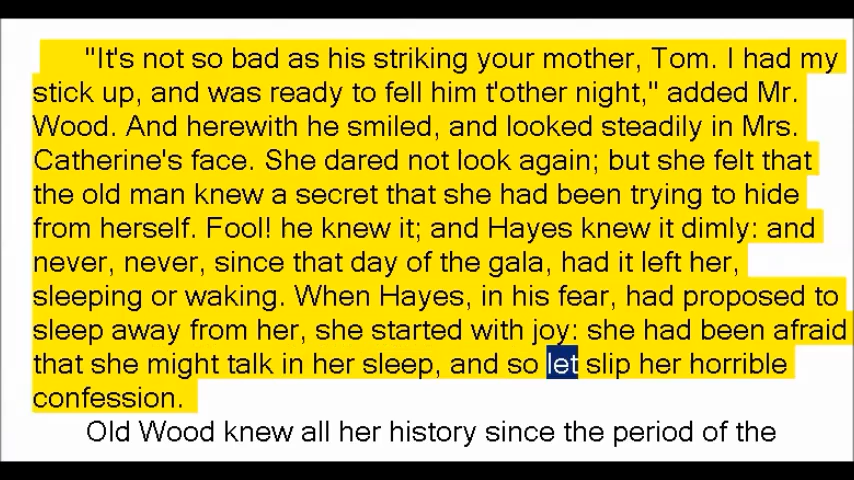 "It's not so bad as his striking your mother, Tom. I had my
stick up, and was ready to fell him t'other night," added Mr.
Wood. And herewith he smiled, and looked steadily in Mrs.
Catherine's face. She dared not look again; but she felt that
the old man knew a secret that she had been trying to hide
from herself. Fool! he knew it; and Hayes knew it dimly: and
never, never, since that day of the gala, had it left her,
sleeping or waking. When Hayes, in his fear, had proposed to
sleep away from her, she started with joy: she had been afraid
that she might talk in her sleep, and so let slip her horrible
confession.
Old Wood knew all her history since the period of the